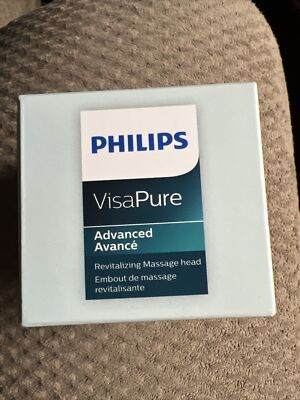 PHILIPS
VisaPure
Advanced
Avancé
Revitalizing Massage head
Embout de massage
revitalisante